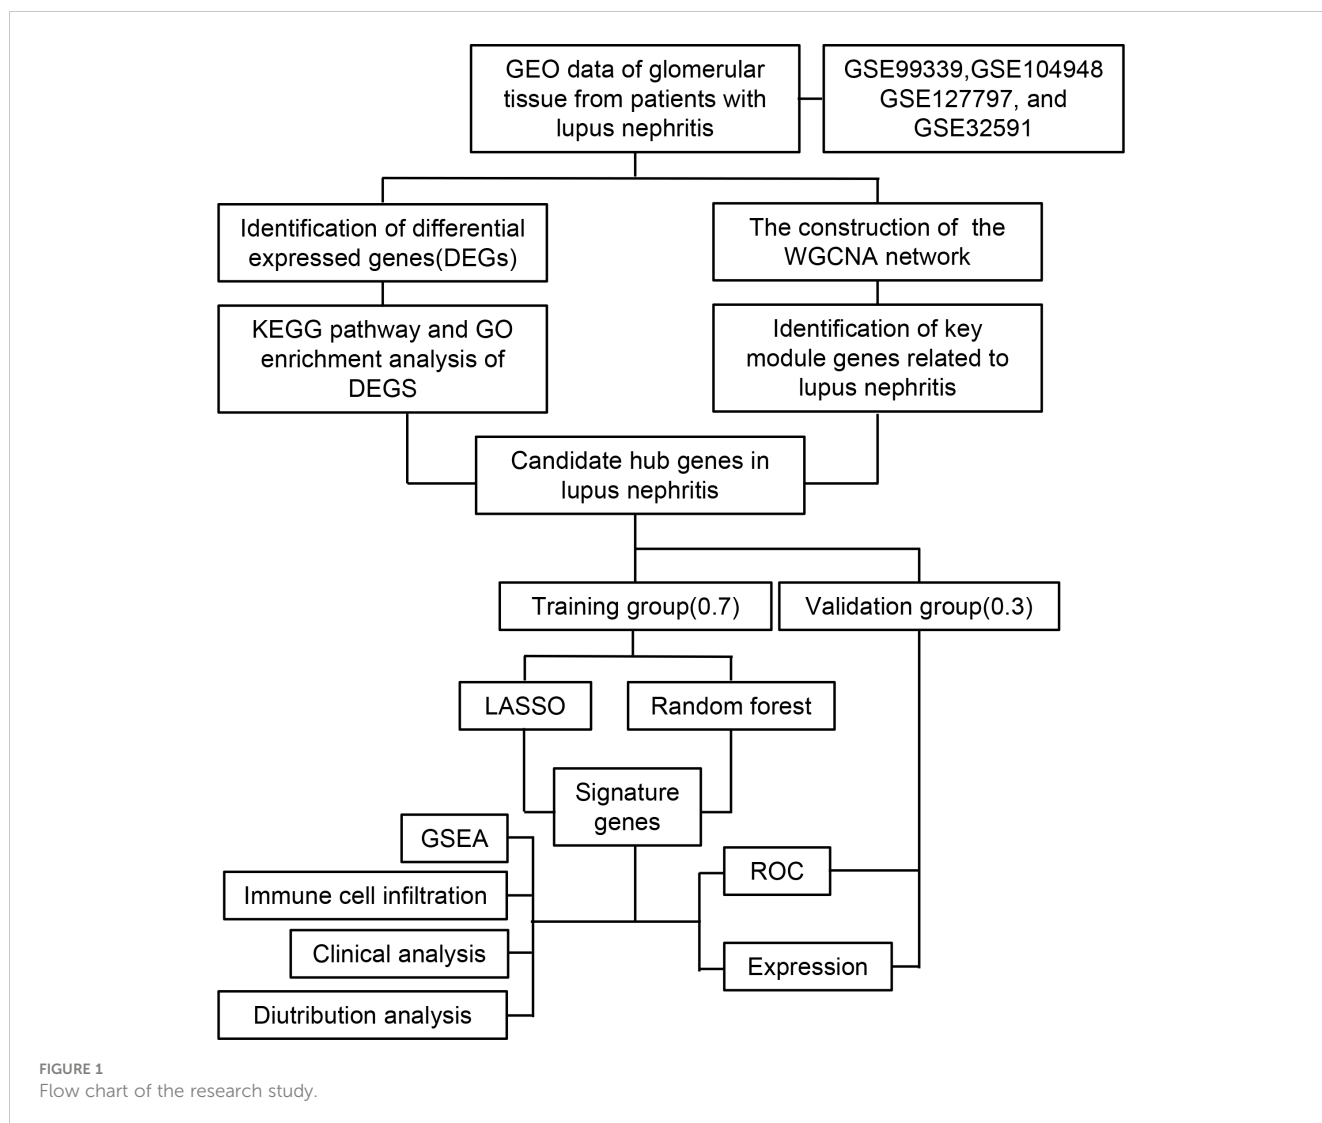 GEO data of glomerular
tissue from patients with
lupus nephritis
GSE99339,GSE104948
GSE127797, and
GSE32591
Identification of differential
expressed genes(DEGs)
The construction of  the
WGCNA network
KEGG pathway and GO
enrichment analysis of
DEGS
Identification of key
module genes related to
lupus nephritis
Candidate hub genes in
lupus nephritis
Training group(0.7)
Validation group(0.3)
LASSO
Random forest
Signature
genes
GSEA
Immune cell infiltration
Clinical analysis
Diutribution analysis
ROC
Expression
FIGURE 1
Flow chart of the research study.